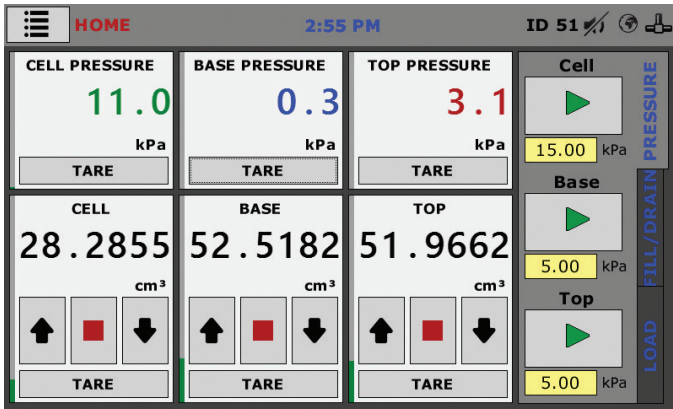 HOME 2:55 PM ID 51
CELL PRESSURE BASE PRESSURE TOP PRESSURE
11.0 0.3 3.1
kPa kPa kPa
TARE TARE TARE
CELL BASE TOP
28.2855 52.5182 51.9662
cm³ cm³ cm³
TARE TARE TARE
Cell
15.00 kPa
Base
5.00 kPa
Top
5.00 kPa
PRESSURE
FILL/DRAIN
LOAD